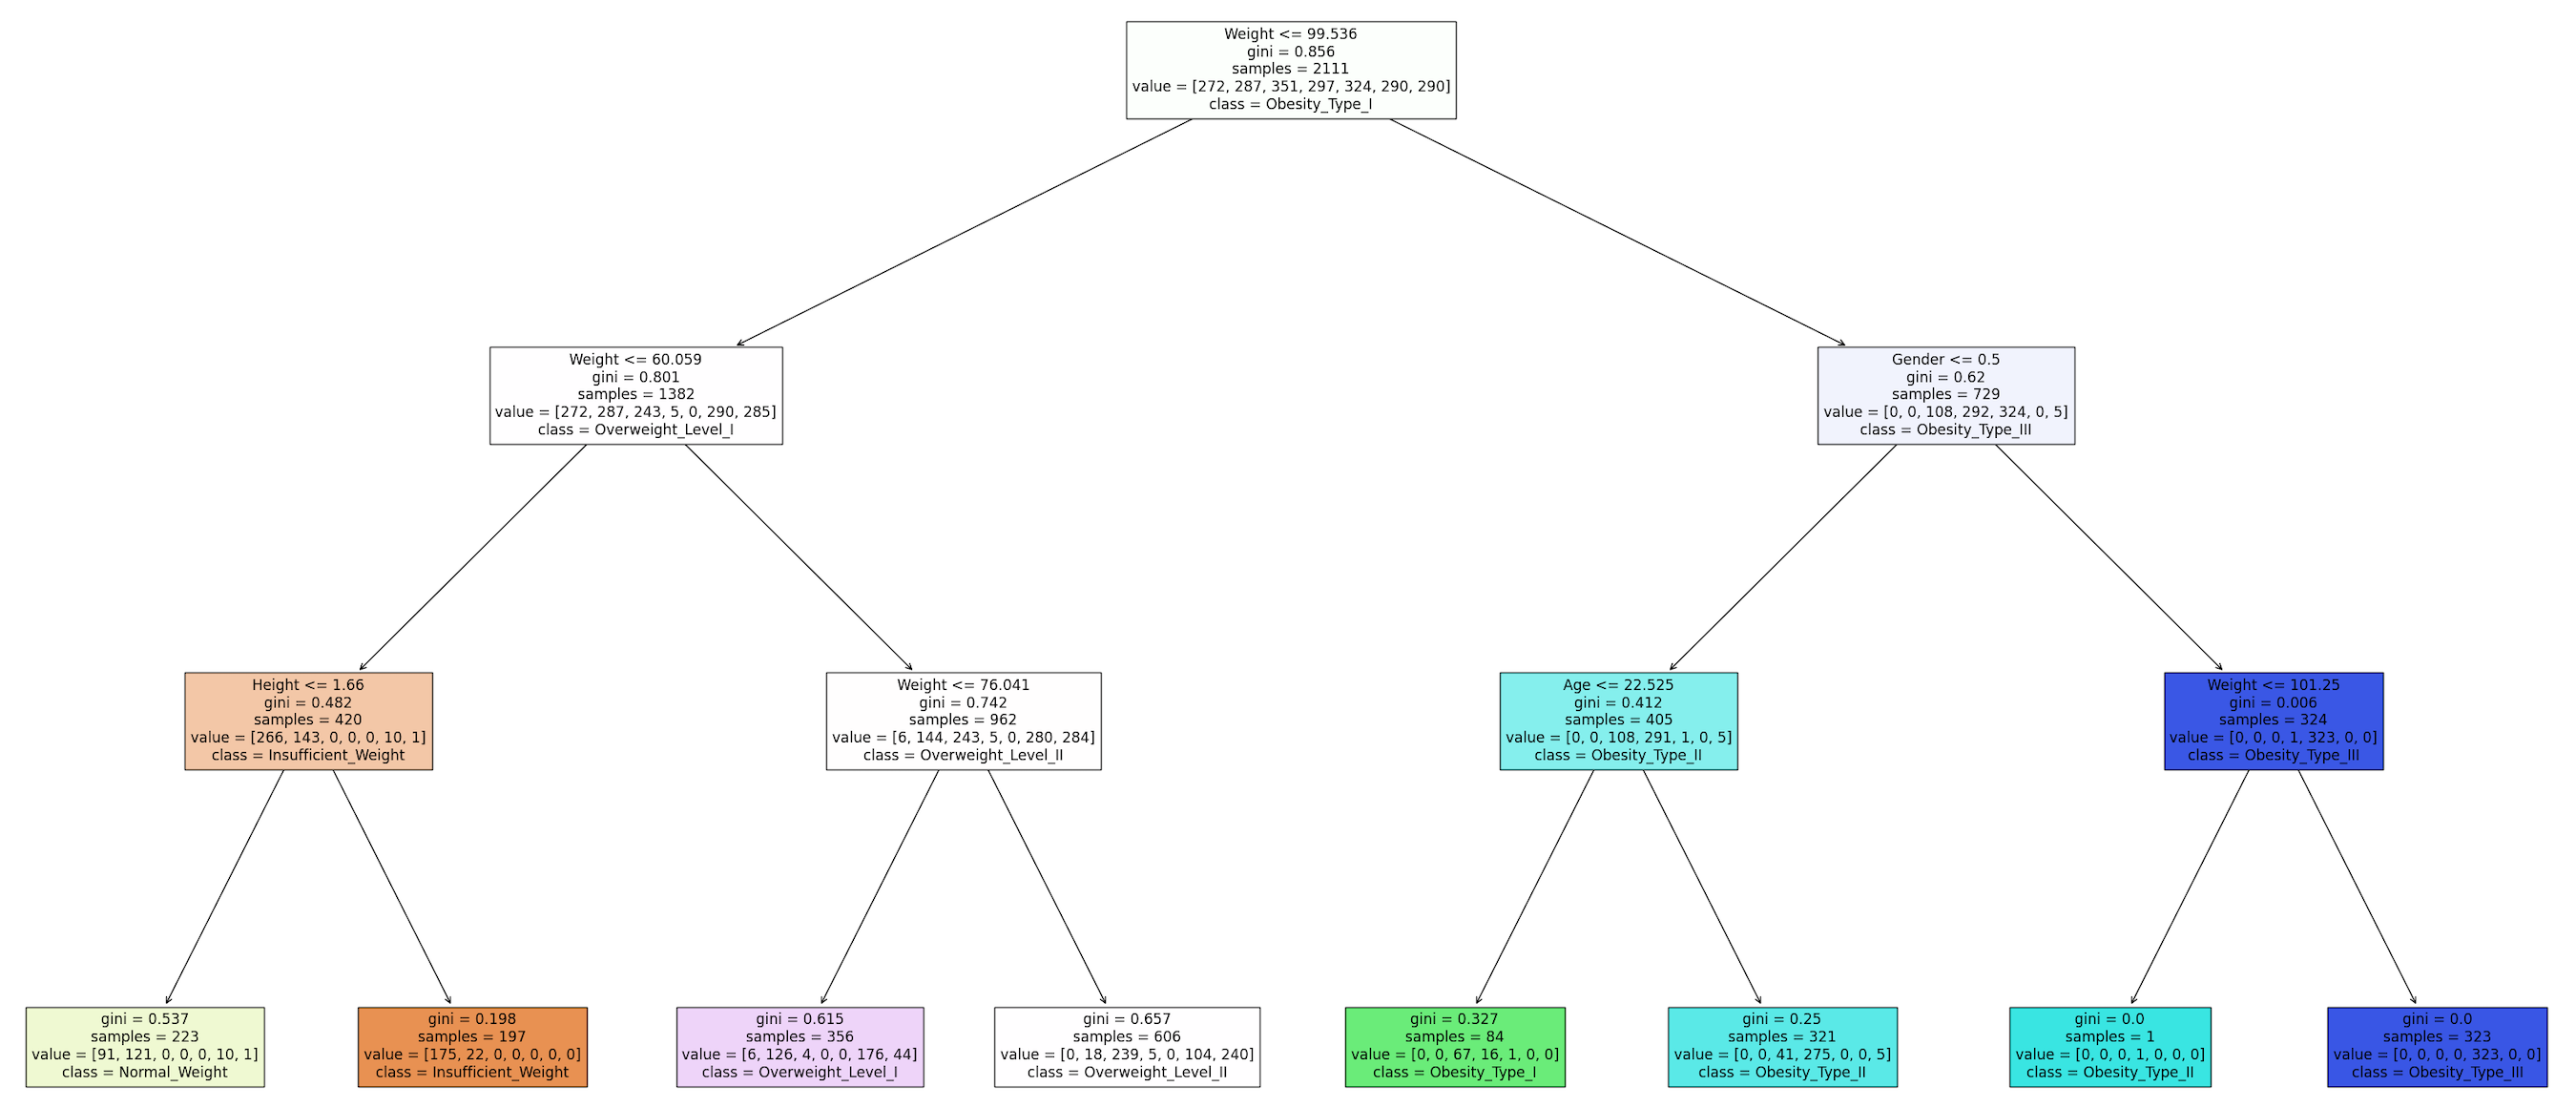 Weight <= 99.536
gini = 0.856
samples = 2111
value = [272, 287, 351, 297, 324, 290, 290]
class = Obesity_Type_I
Weight <= 60.059
gini = 0.801
samples = 1382
value = [272, 287, 243, 5, 0, 290, 285]
class = Overweight_Level_I
Gender <= 0.5
gini = 0.62
samples = 729
value = [0, 0, 108, 292, 324, 0, 5]
class = Obesity_Type_III
Height <= 1.66
gini = 0.482
samples = 420
value = [266, 143, 0, 0, 0, 10, 1]
class = Insufficient_Weight
Weight <= 76.041
gini = 0.742
samples = 962
value = [6, 144, 243, 5, 0, 280, 284]
class = Overweight_Level_II
Age <= 22.525
gini = 0.412
samples = 405
value = [0, 0, 108, 291, 1, 0, 5]
class = Obesity_Type_II
Weight <= 101.25
gini = 0.006
samples = 324
value = [0, 0, 0, 1, 323, 0, 0]
class = Obesity_Type_III
gini = 0.537
samples = 223
value = [91, 121, 0, 0, 0, 10, 1]
class = Normal_Weight
gini = 0.198
samples = 197
value = [175, 22, 0, 0, 0, 0, 0]
class = Insufficient_Weight
gini = 0.615
samples = 356
value = [6, 126, 4, 0, 0, 176, 44]
class = Overweight_Level_I
gini = 0.657
samples = 606
value = [0, 18, 239, 5, 0, 104, 240]
class = Overweight_Level_II
gini = 0.327
samples = 84
value = [0, 0, 67, 16, 1, 0, 0]
class = Obesity_Type_I
gini = 0.25
samples = 321
value = [0, 0, 41, 275, 0, 0, 5]
class = Obesity_Type_II
gini = 0.0
samples = 1
value = [0, 0, 0, 1, 0, 0, 0]
class = Obesity_Type_II
gini = 0.0
samples = 323
value = [0, 0, 0, 0, 323, 0, 0]
class = Obesity_Type_III